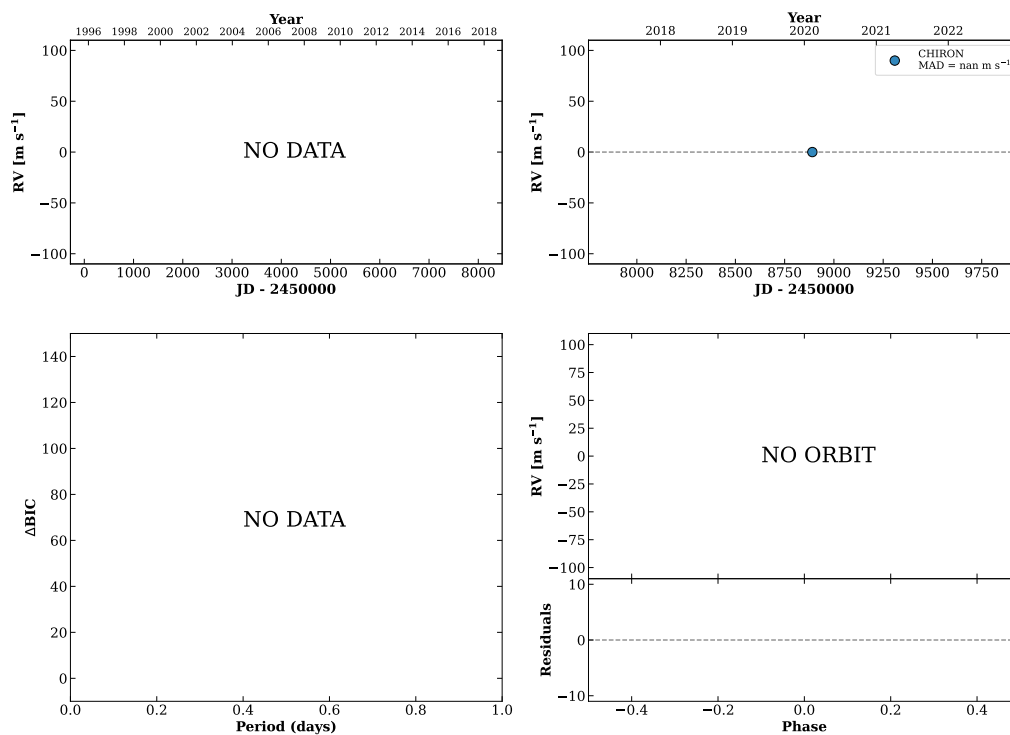 Year
1996 1998 2000 2002 2004 2006 2008 2010 2012 2014 2016 2018
100
50
0
−50
−100
RV [m s⁻¹]
NO DATA
0 1000 2000 3000 4000 5000 6000 7000 8000
JD - 2450000
Year
2018 2019 2020 2021 2022
CHIRON
MAD = nan m s⁻¹
100
50
0
−50
−100
RV [m s⁻¹]
8000 8250 8500 8750 9000 9250 9500 9750
JD - 2450000
140
120
100
80
60
40
20
0
ΔBIC
NO DATA
0.0 0.2 0.4 0.6 0.8 1.0
Period (days)
100
75
50
25
0
−25
−50
−75
−100
RV [m s⁻¹]
NO ORBIT
10
0
−10
Residuals
−0.4 −0.2 0.0 0.2 0.4
Phase